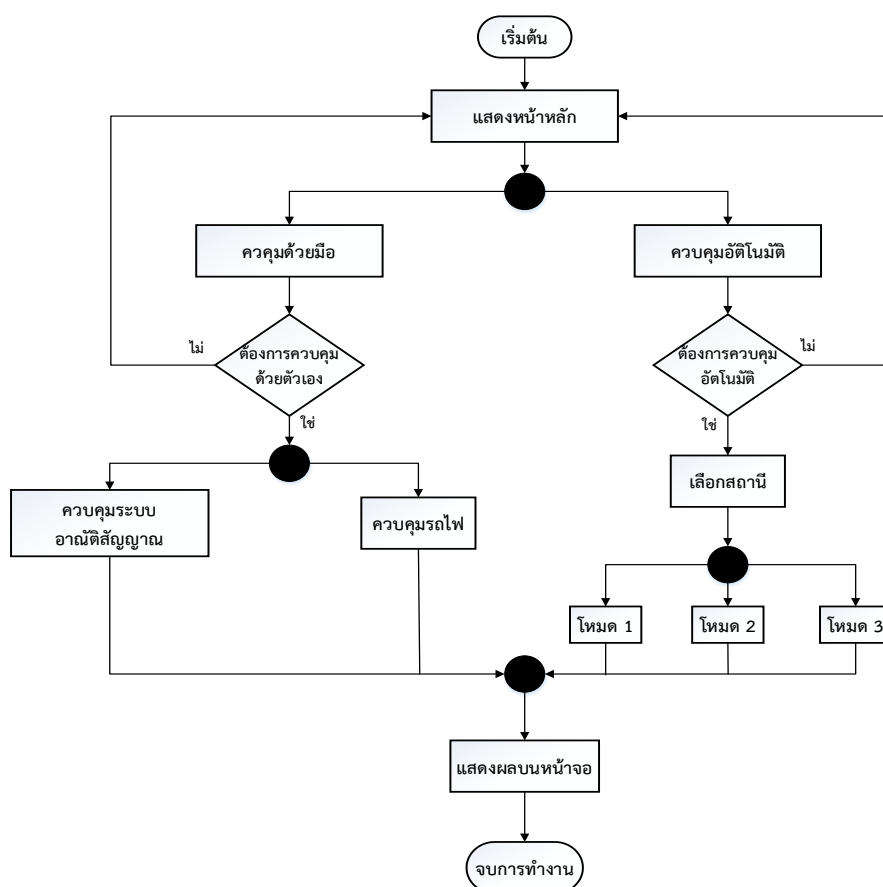 เริ่มต้น
แสดงหน้าหลัก
ควคุมด้วยมือ
ควบคุมอัติโนมัติ
ไม่
ต้องการควบคุม
ด้วยตัวเอง
ต้องการควบคุม
อัตโนมัติ
ไม่
ใช่
ใช่
ควบคุมระบบ
อาณัติสัญญาณ
ควบคุมรถไฟ
เลือกสถานี
โหมด 1
โหมด 2
โหมด 3
แสดงผลบนหน้าจอ
จบการทำงาน